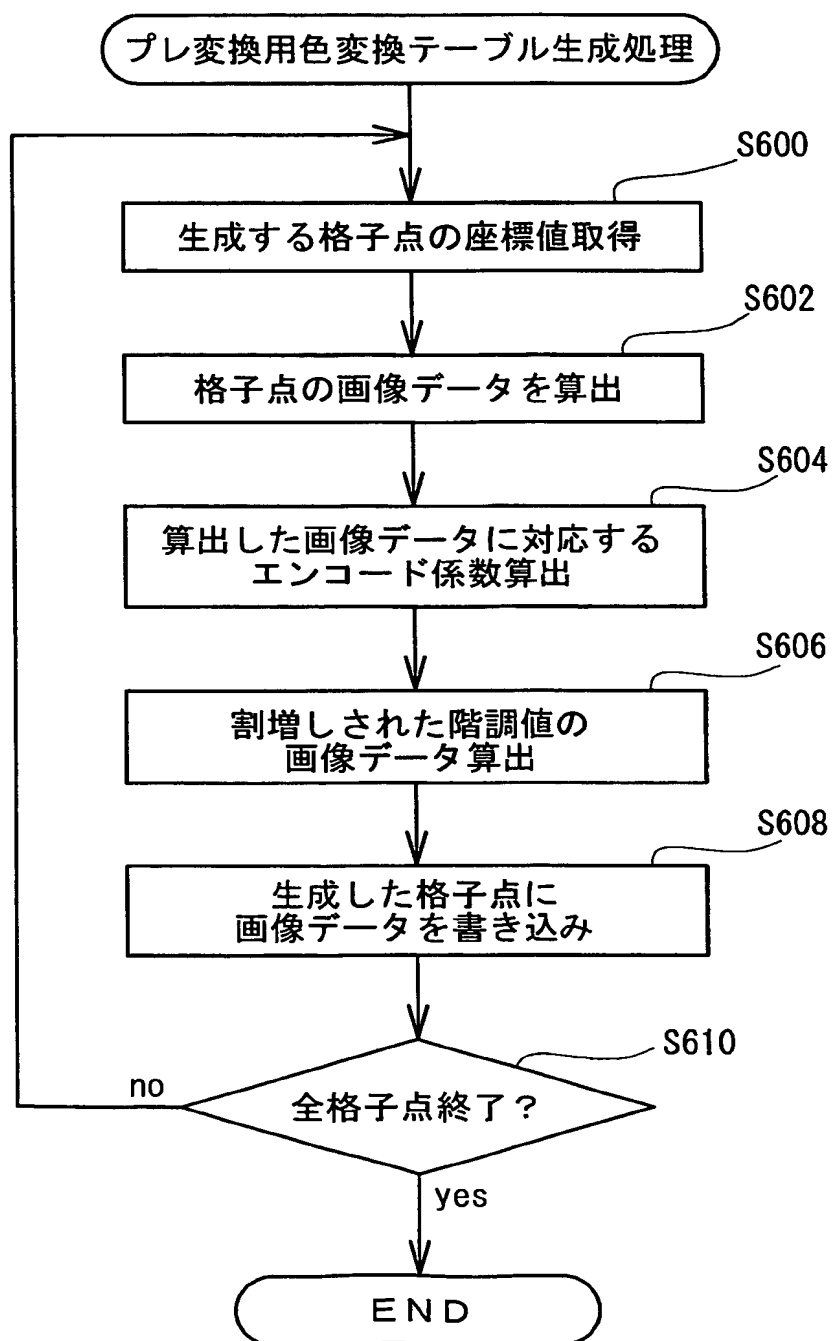 プレ変換用色変換テーブル生成処理
S600
生成する格子点の座標値取得
S602
格子点の画像データを算出
S604
算出した画像データに対応する
エンコード係数算出
S606
割増しされた階調値の
画像データ算出
S608
生成した格子点に
画像データを書き込み
S610
no
全格子点終了？
yes
END